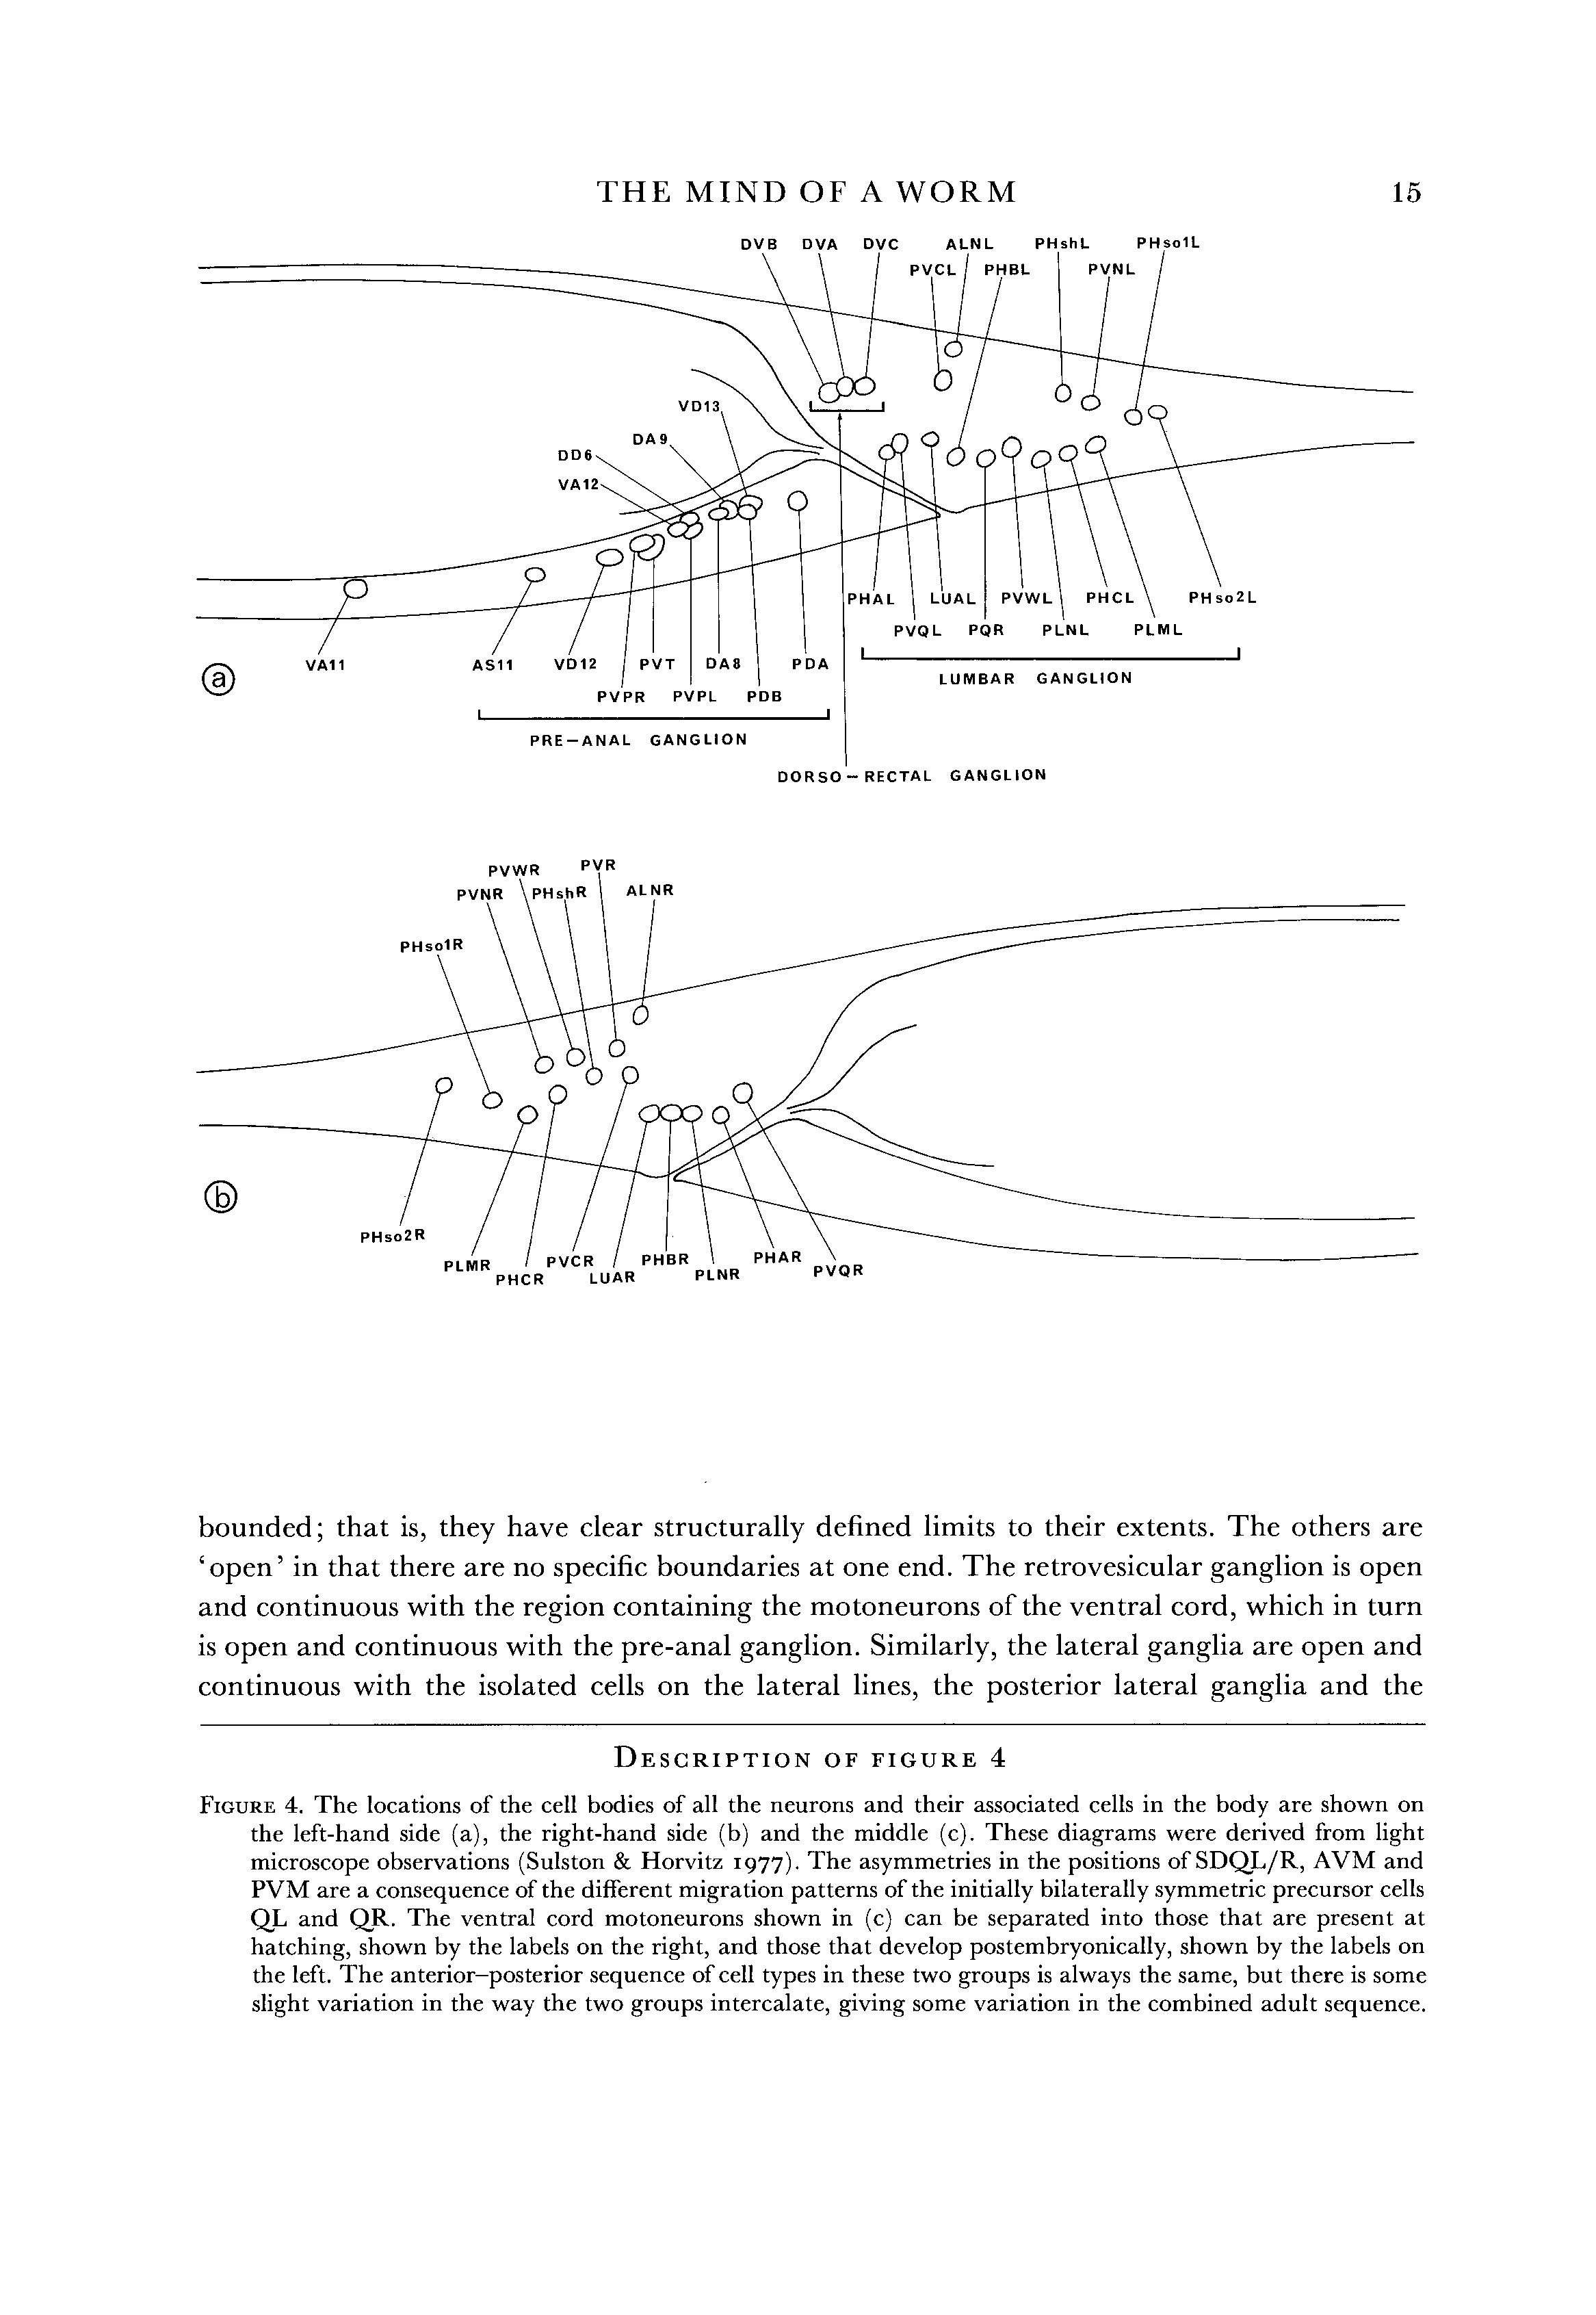 THE MIND OF A WORM 15
DVB DVA DVC ALNL PHshL PHso1L
PVCL PHBL PVNL
VD13
DA9
DD6
VA12
PHAL LUAL PVWL PHCL PHso2L
PVQL PQR PLNL PLML
VA11 AS11 VD12 PVT DA8 PDA
LUMBAR GANGLION
a
PVPR PVPL PDB
PRE-ANAL GANGLION
DORSO-RECTAL GANGLION
PVWR PVR
PVNR PHshR ALNR
PHso1R
b
PHso2R
PLMR PVCR PHBR PHAR
PHCR LUAR PLNR PVQR
bounded; that is, they have clear structurally defined limits to their extents. The others are
‘open’ in that there are no specific boundaries at one end. The retrovesicular ganglion is open
and continuous with the region containing the motoneurons of the ventral cord, which in turn
is open and continuous with the pre-anal ganglion. Similarly, the lateral ganglia are open and
continuous with the isolated cells on the lateral lines, the posterior lateral ganglia and the
DESCRIPTION OF FIGURE 4
FIGURE 4. The locations of the cell bodies of all the neurons and their associated cells in the body are shown on
the left-hand side (a), the right-hand side (b) and the middle (c). These diagrams were derived from light
microscope observations (Sulston & Horvitz 1977). The asymmetries in the positions of SDQL/R, AVM and
PVM are a consequence of the different migration patterns of the initially bilaterally symmetric precursor cells
QL and QR. The ventral cord motoneurons shown in (c) can be separated into those that are present at
hatching, shown by the labels on the right, and those that develop postembryonically, shown by the labels on
the left. The anterior–posterior sequence of cell types in these two groups is always the same, but there is some
slight variation in the way the two groups intercalate, giving some variation in the combined adult sequence.